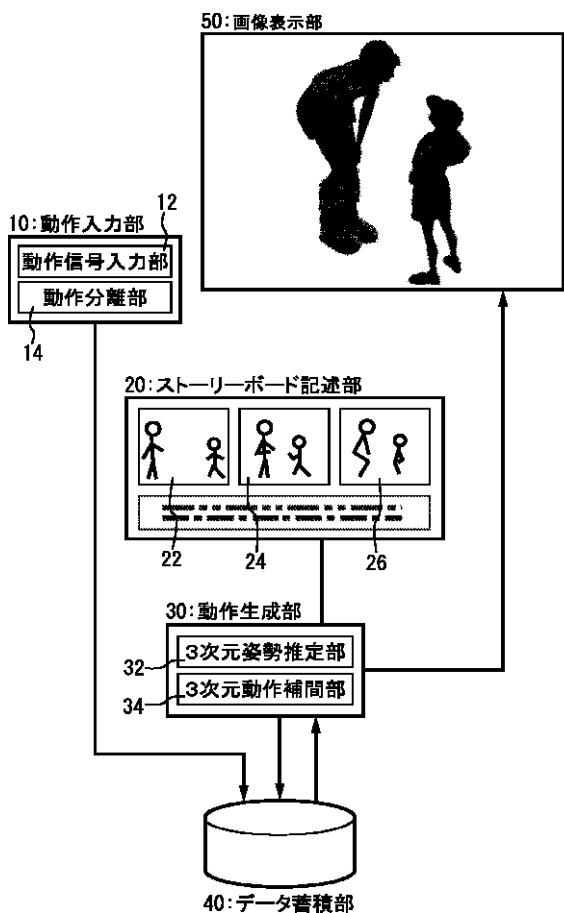 50:画像表示部
10:動作入力部
12
動作信号入力部
動作分離部
14
20:ストーリーボード記述部
22
24
26
30:動作生成部
32
3次元姿勢推定部
34
3次元動作補間部
40:データ蓄積部